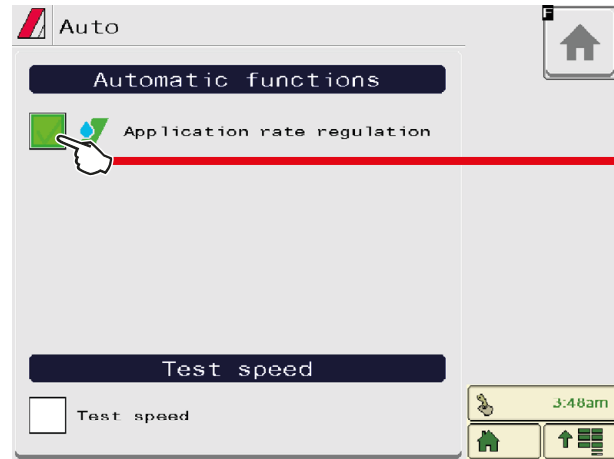 Auto
F
Automatic functions
Application rate regulation
Test speed
Test speed
3:48am